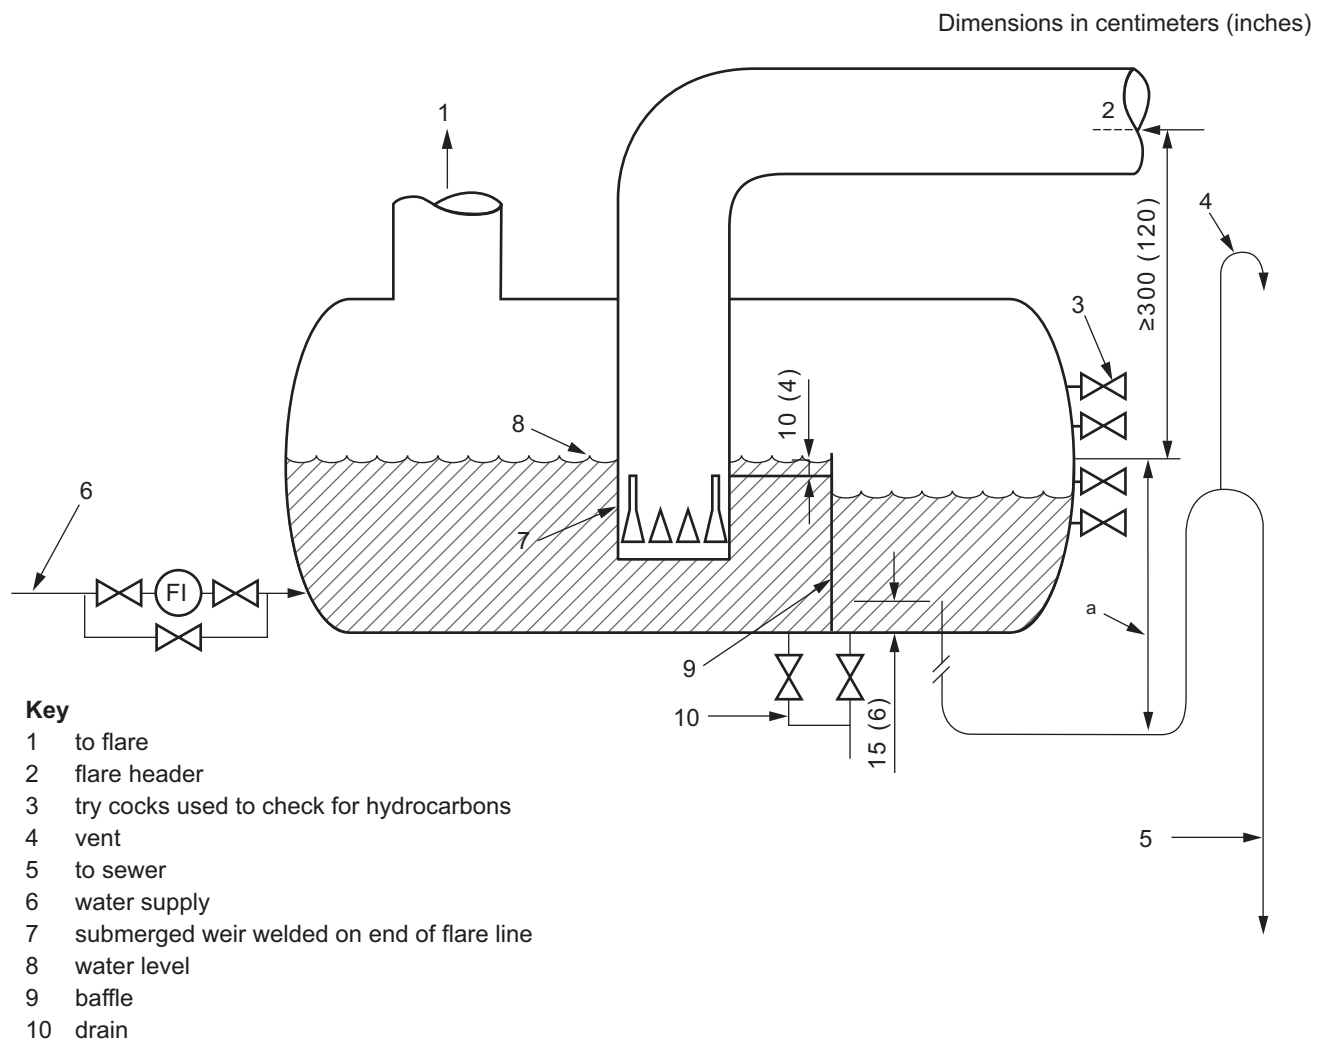 Dimensions in centimeters (inches)
1
2
4
≥300 (120)
3
10 (4)
8
6
7
FI
a
9
10
15 (6)
5
Key
1 to flare
2 flare header
3 try cocks used to check for hydrocarbons
4 vent
5 to sewer
6 water supply
7 submerged weir welded on end of flare line
8 water level
9 baffle
10 drain